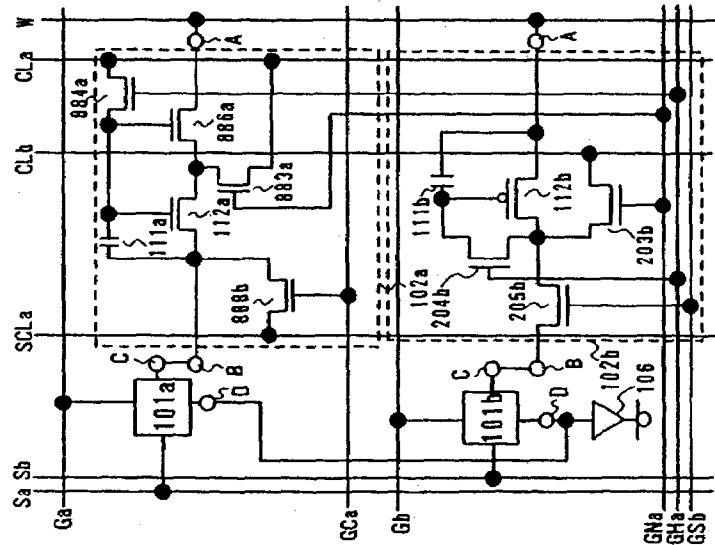 W
CLa
CLb
SCLa
Sa Sb
Ga
GCa
Gb
GNa
GHa
GSb
A
884a
886a
883a
112a
111a
888b
102a
C
B
101a
D
A
111b
112b
203b
204b
205b
102b
C
B
101b
D
106